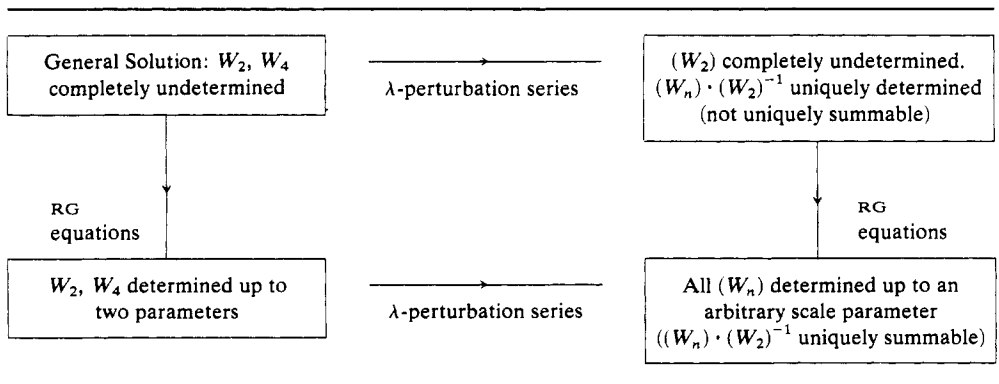 General Solution: W₂, W₄
completely undetermined
λ-perturbation series
(W₂) completely undetermined.
(Wₙ) · (W₂)⁻¹ uniquely determined
(not uniquely summable)
RG
equations
RG
equations
W₂, W₄ determined up to
two parameters
λ-perturbation series
All (Wₙ) determined up to an
arbitrary scale parameter
((Wₙ) · (W₂)⁻¹ uniquely summable)